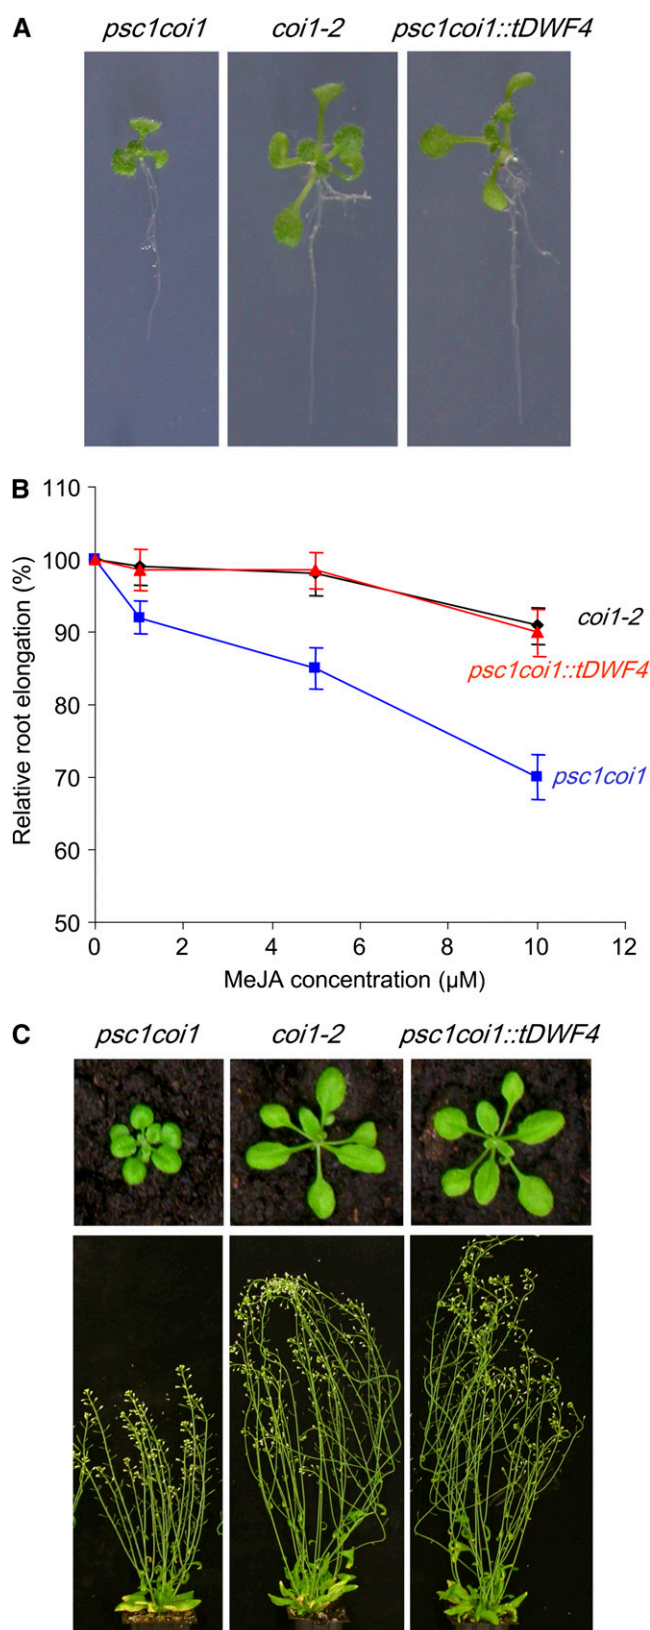 A
psc1coi1 coi1-2 psc1coi1::tDWF4
B
Relative root elongation (%)
110
100
90
80
70
60
50
coi1-2
psc1coi1::tDWF4
psc1coi1
0 2 4 6 8 10 12
MeJA concentration (µM)
C
psc1coi1 coi1-2 psc1coi1::tDWF4